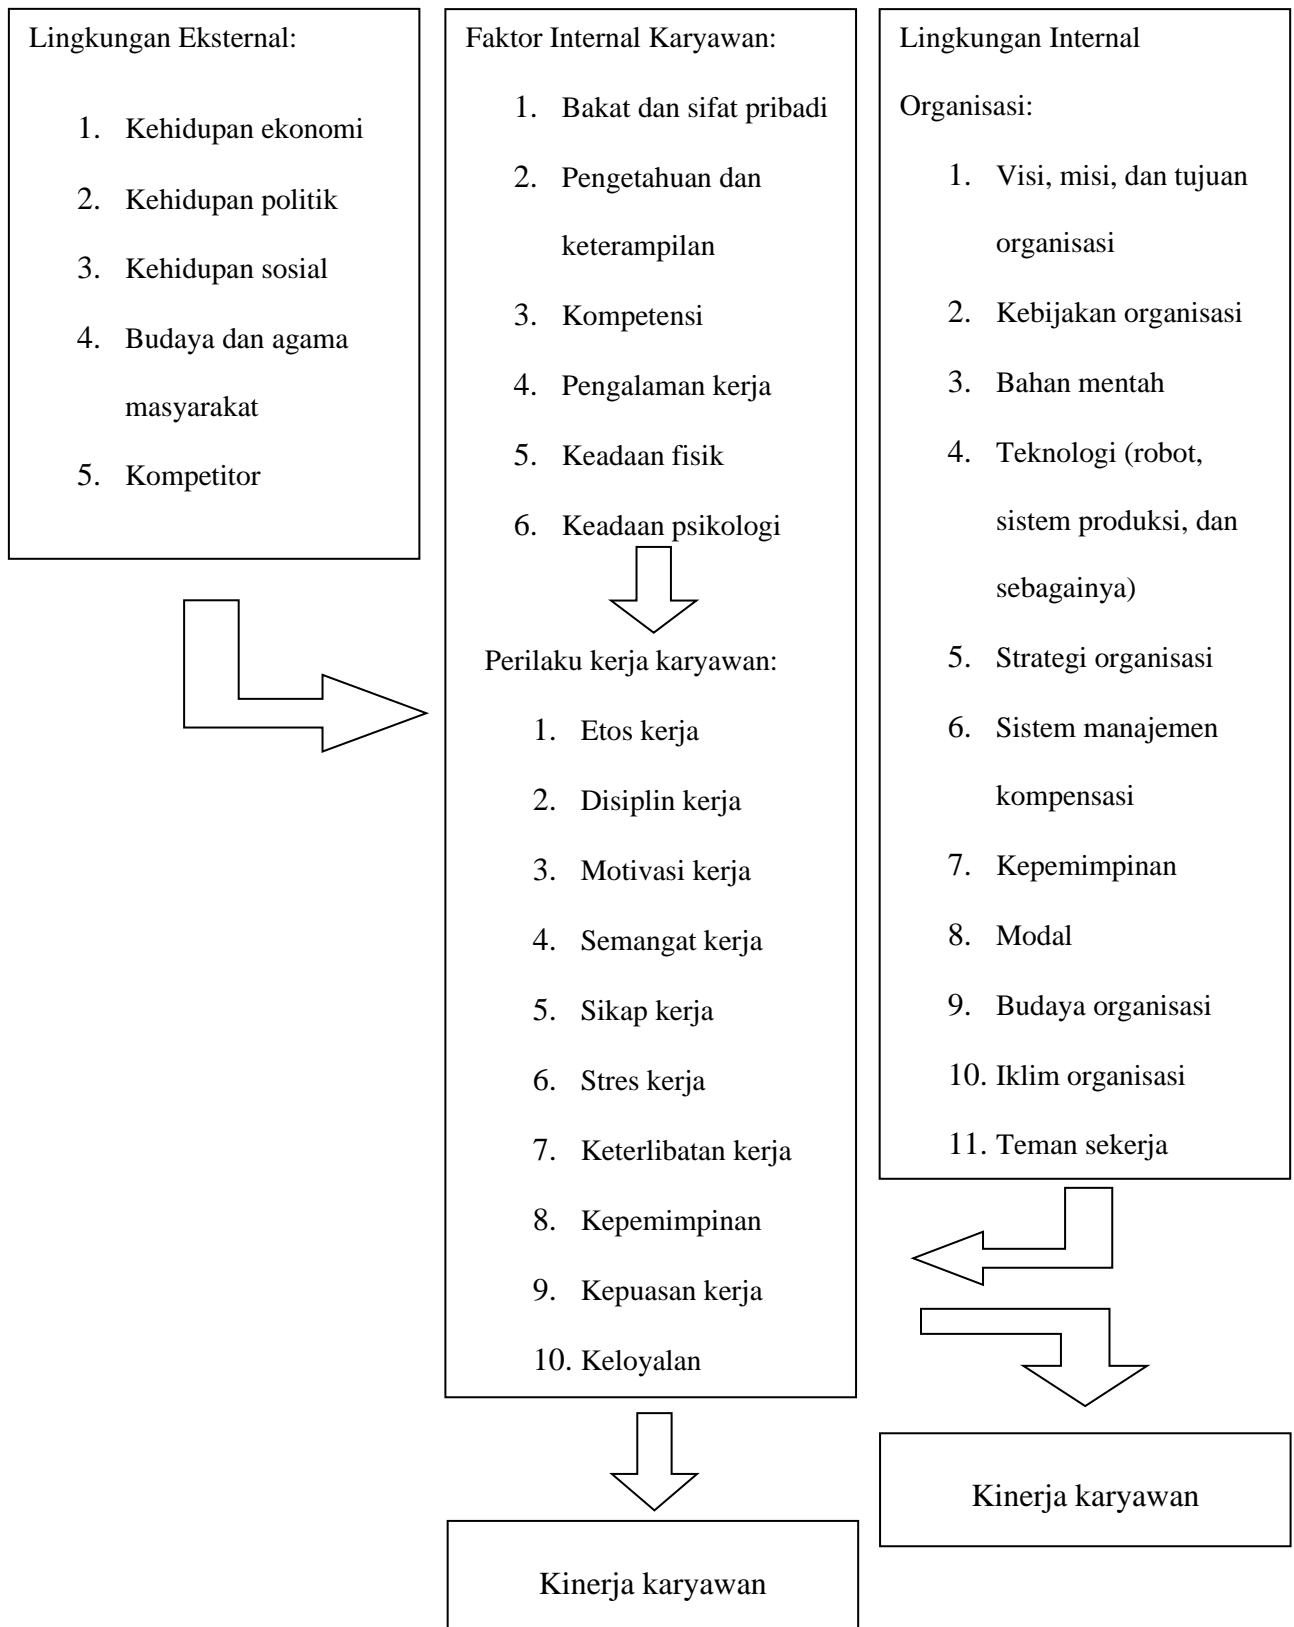 Lingkungan Eksternal:
1. Kehidupan ekonomi
2. Kehidupan politik
3. Kehidupan sosial
4. Budaya dan agama
masyarakat
5. Kompetitor
Faktor Internal Karyawan:
1. Bakat dan sifat pribadi
2. Pengetahuan dan
keterampilan
3. Kompetensi
4. Pengalaman kerja
5. Keadaan fisik
6. Keadaan psikologi
Perilaku kerja karyawan:
1. Etos kerja
2. Disiplin kerja
3. Motivasi kerja
4. Semangat kerja
5. Sikap kerja
6. Stres kerja
7. Keterlibatan kerja
8. Kepemimpinan
9. Kepuasan kerja
10. Keloyalan
Kinerja karyawan
Lingkungan Internal
Organisasi:
1. Visi, misi, dan tujuan
organisasi
2. Kebijakan organisasi
3. Bahan mentah
4. Teknologi (robot,
sistem produksi, dan
sebagainya)
5. Strategi organisasi
6. Sistem manajemen
kompensasi
7. Kepemimpinan
8. Modal
9. Budaya organisasi
10. Iklim organisasi
11. Teman sekerja
Kinerja karyawan